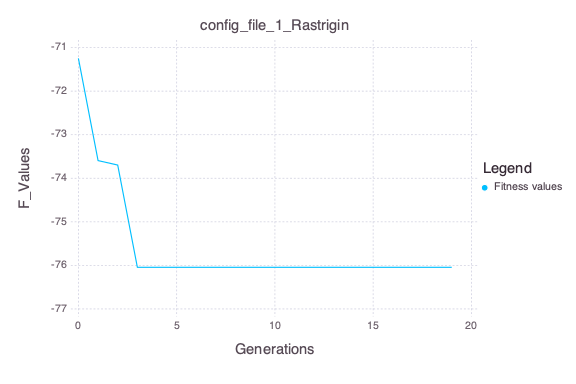 config_file_1_Rastrigin
-71
-72
-73
-74
-75
-76
-77
F_Values
0 5 10 15 20
Generations
Legend
Fitness values